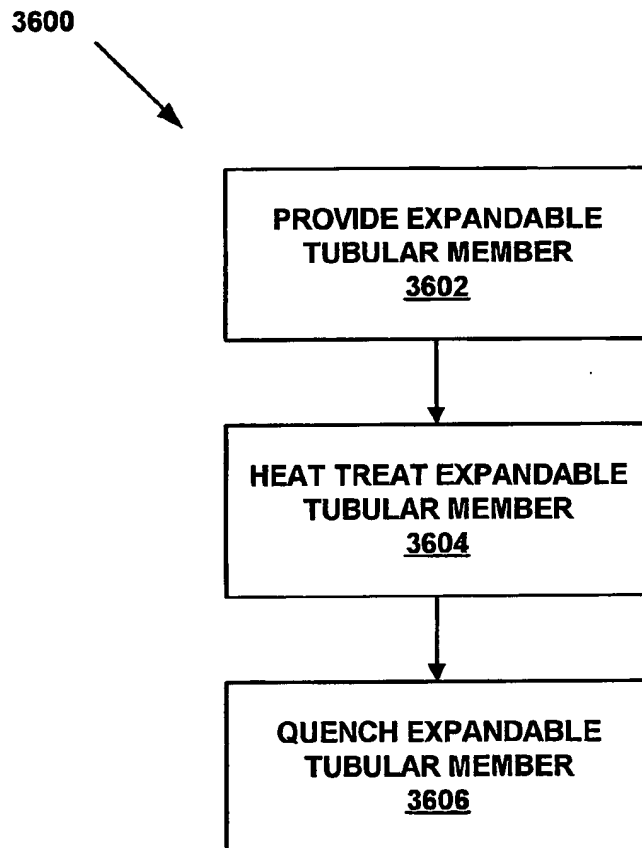 3600
PROVIDE EXPANDABLE
TUBULAR MEMBER
3602
HEAT TREAT EXPANDABLE
TUBULAR MEMBER
3604
QUENCH EXPANDABLE
TUBULAR MEMBER
3606